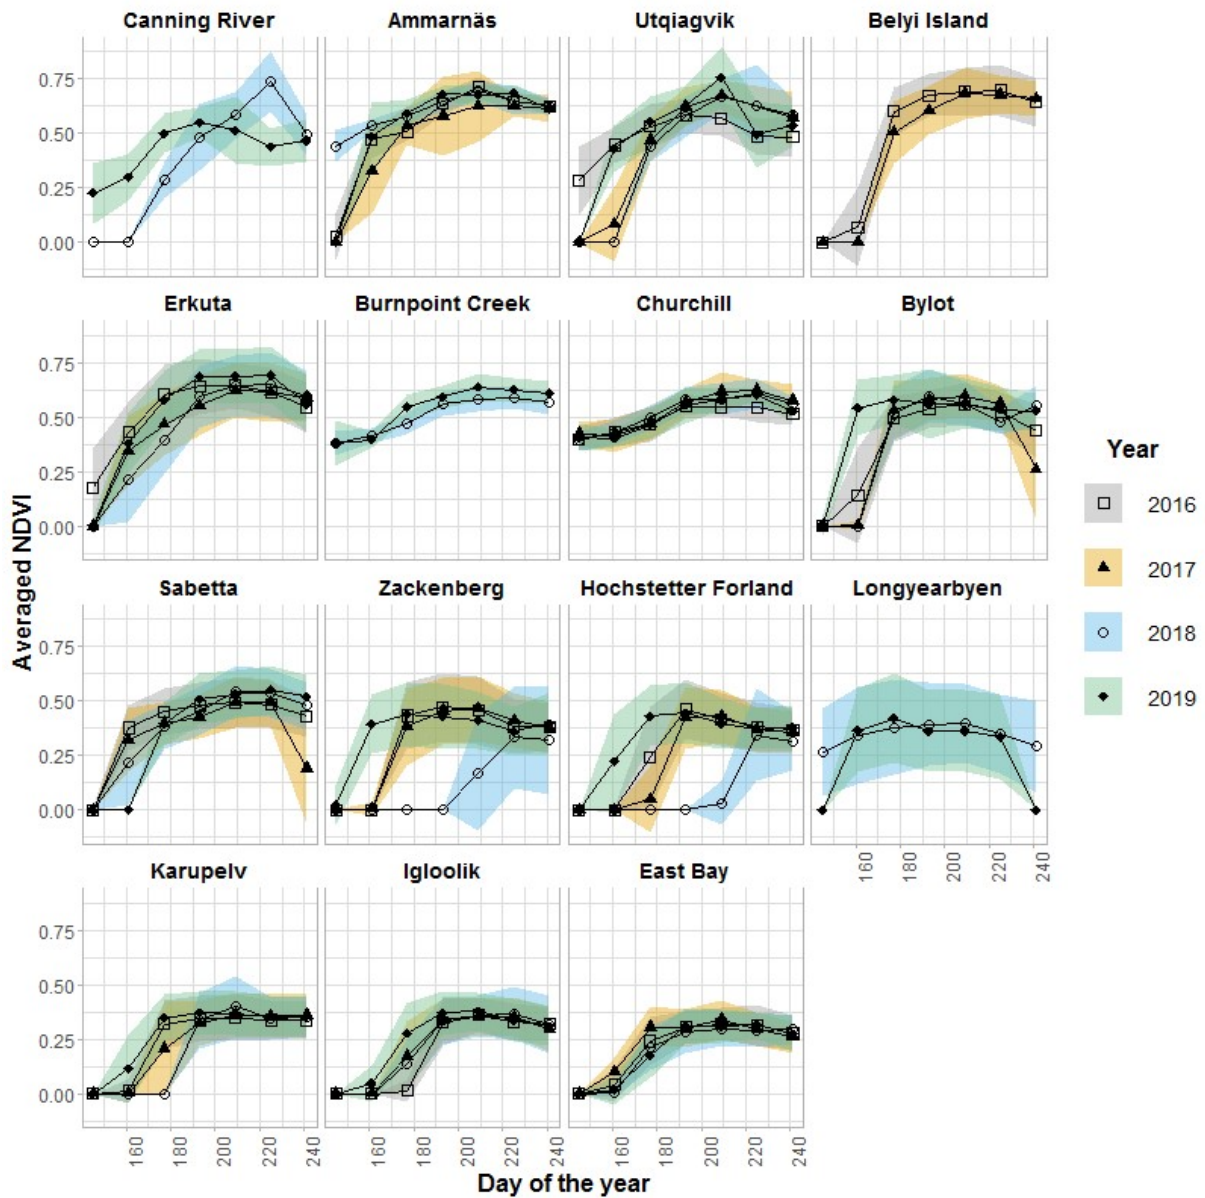 Canning River Ammarnäs Utqiagvik Belyi Island
0.75
0.50
0.25
0.00
Erkuta Burnpoint Creek Churchill Bylot
0.75
0.50
0.25
0.00
Sabetta Zackenberg Hochstetter Forland Longyearbyen
0.75
0.50
0.25
0.00
160 180 200 220 240
Karupelv Igloolik East Bay
0.75
0.50
0.25
0.00
160 180 200 220 240 160 180 200 220 240 160 180 200 220 240
Averaged NDVI
Day of the year
Year
2016
2017
2018
2019